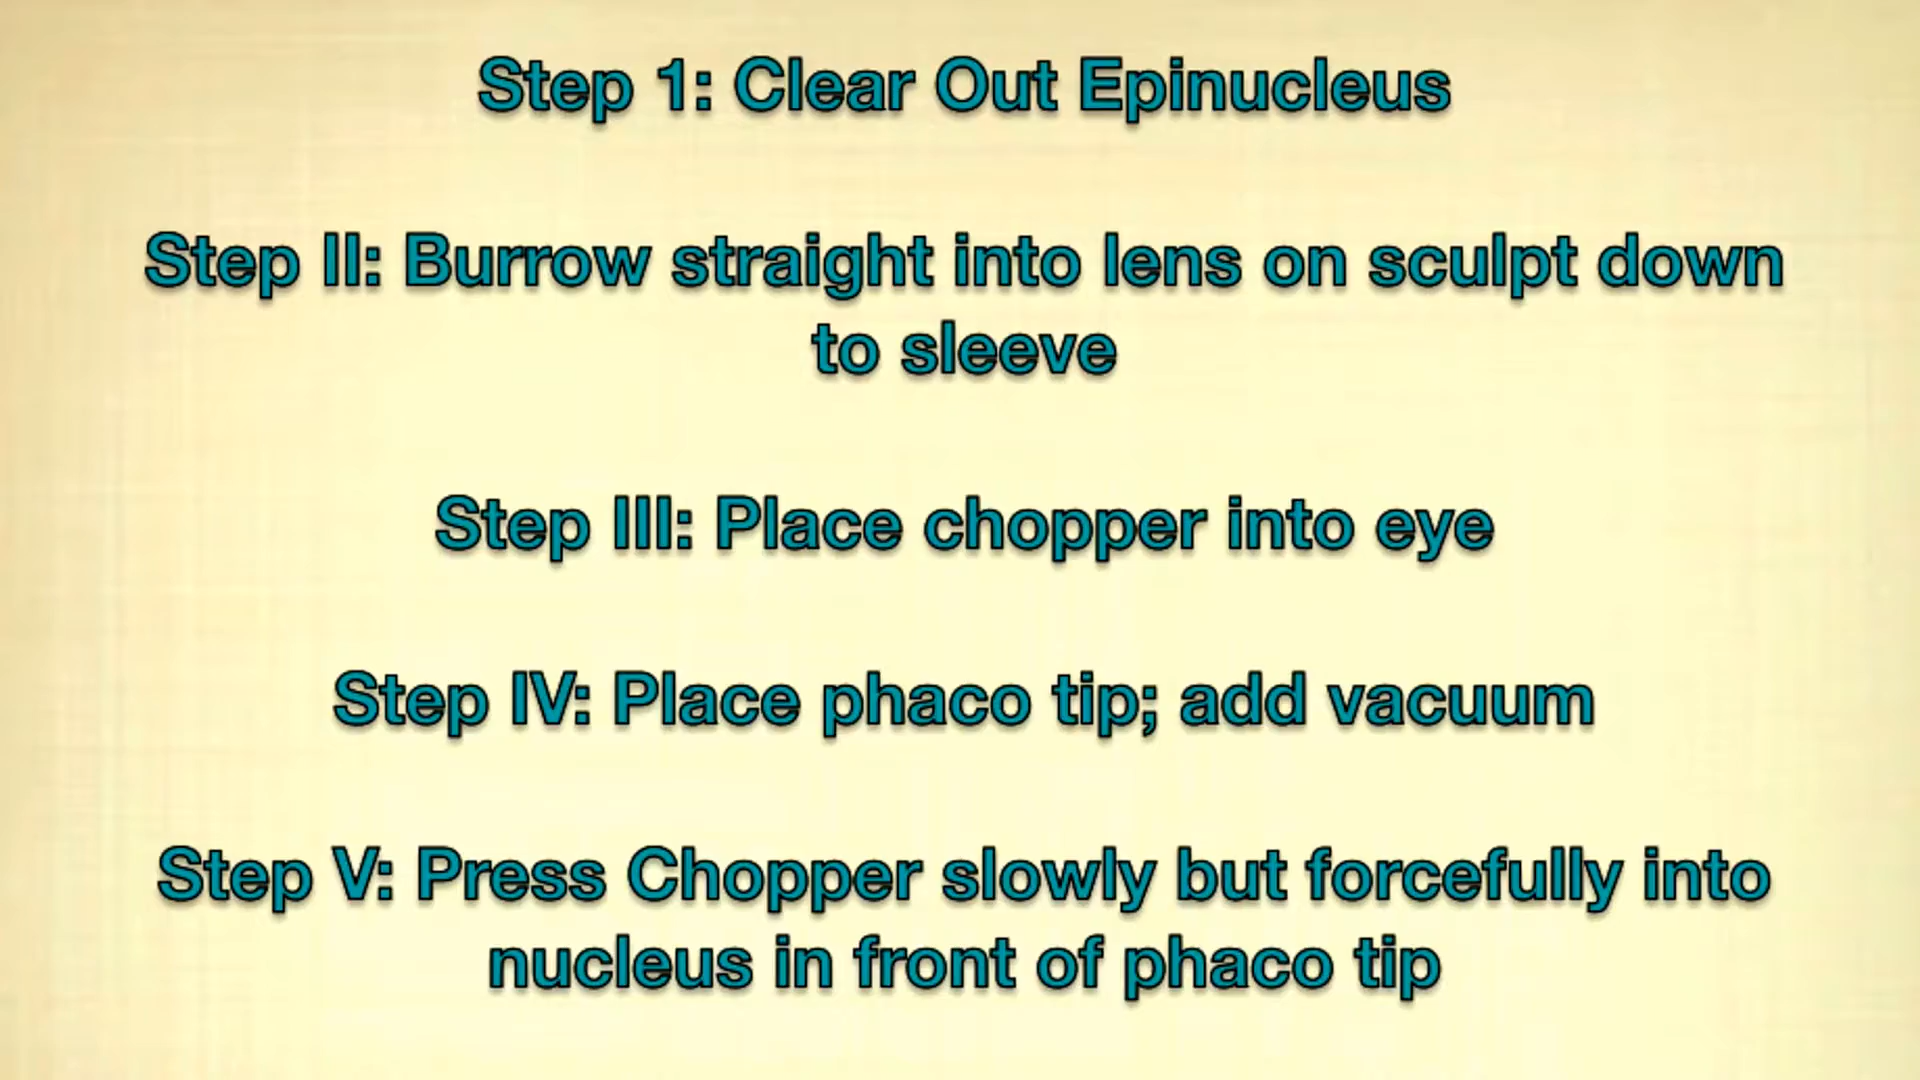 Step 1: Clear Out Epinucleus
Step II: Burrow straight into lens on sculpt down
to sleeve
Step III: Place chopper into eye
Step IV: Place phaco tip; add vacuum
Step V: Press Chopper slowly but forcefully into
nucleus in front of phaco tip